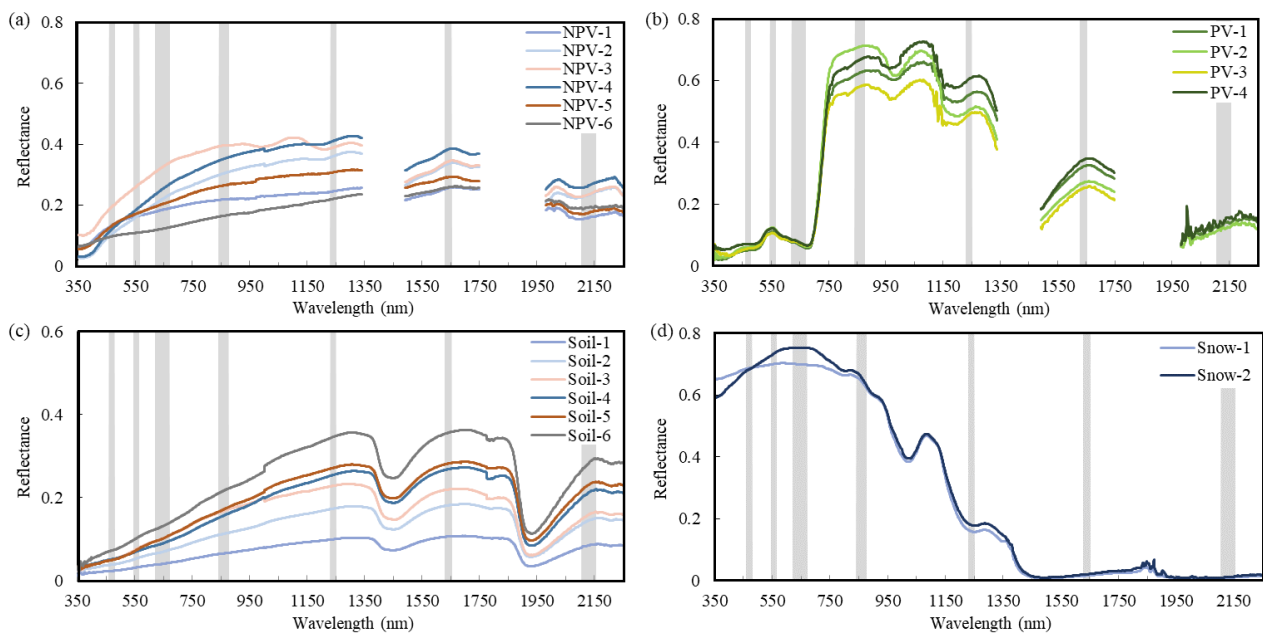 (a)
0.8
0.6
0.4
0.2
0
Reflectance
NPV-1
NPV-2
NPV-3
NPV-4
NPV-5
NPV-6
350 550 750 950 1150 1350 1550 1750 1950 2150
Wavelength (nm)
(b)
0.8
0.6
0.4
0.2
0
Reflectance
PV-1
PV-2
PV-3
PV-4
350 550 750 950 1150 1350 1550 1750 1950 2150
Wavelength (nm)
(c)
0.6
0.4
0.2
0
Reflectance
Soil-1
Soil-2
Soil-3
Soil-4
Soil-5
Soil-6
350 550 750 950 1150 1350 1550 1750 1950 2150
Wavelength (nm)
(d)
0.8
0.6
0.4
0.2
0
Reflectance
Snow-1
Snow-2
350 550 750 950 1150 1350 1550 1750 1950 2150
Wavelength (nm)